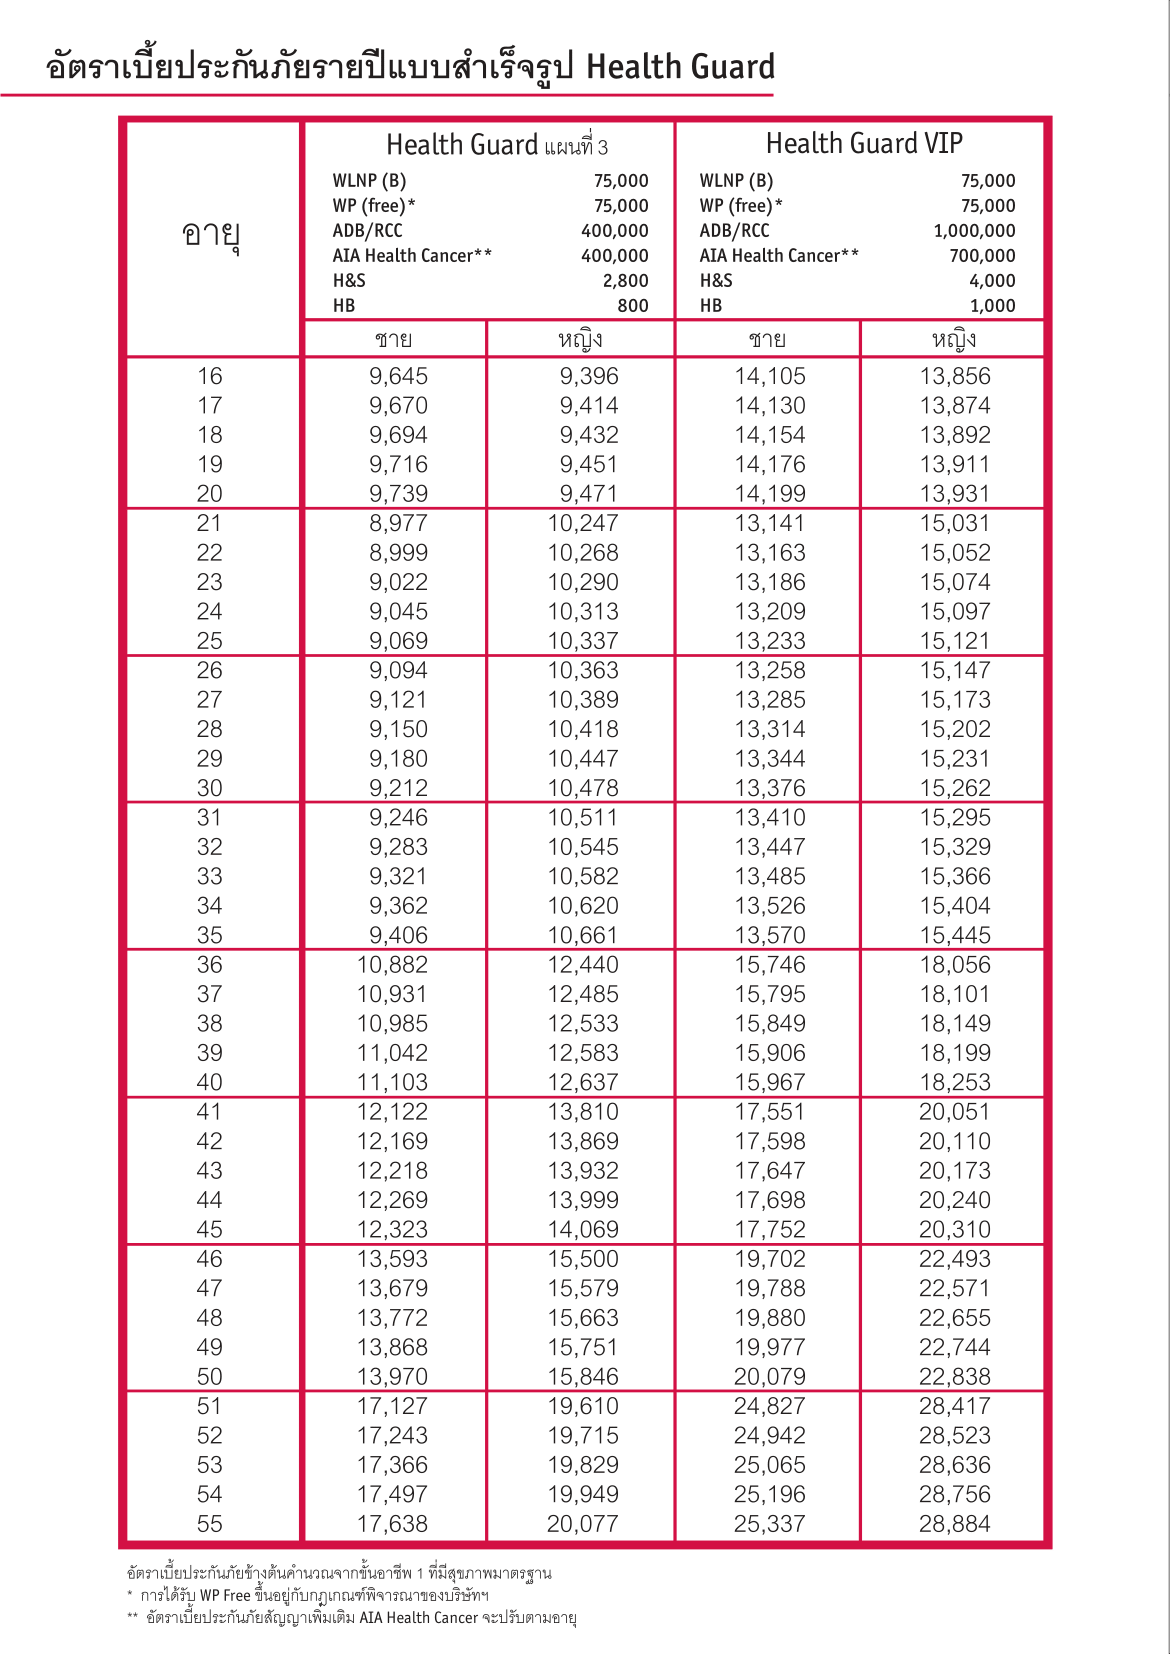 อัตราเบี้ยประกันภัยรายปีแบบสำเร็จรูป Health Guard
อายุ
Health Guard แผนที่ 3
WLNP (B) 75,000
WP (free)* 75,000
ADB/RCC 400,000
AIA Health Cancer** 400,000
H&S 2,800
HB 800
Health Guard VIP
WLNP (B) 75,000
WP (free)* 75,000
ADB/RCC 1,000,000
AIA Health Cancer** 700,000
H&S 4,000
HB 1,000
ชาย หญิง ชาย หญิง
16 9,645 9,396 14,105 13,856
17 9,670 9,414 14,130 13,874
18 9,694 9,432 14,154 13,892
19 9,716 9,451 14,176 13,911
20 9,739 9,471 14,199 13,931
21 8,977 10,247 13,141 15,031
22 8,999 10,268 13,163 15,052
23 9,022 10,290 13,186 15,074
24 9,045 10,313 13,209 15,097
25 9,069 10,337 13,233 15,121
26 9,094 10,363 13,258 15,147
27 9,121 10,389 13,285 15,173
28 9,150 10,418 13,314 15,202
29 9,180 10,447 13,344 15,231
30 9,212 10,478 13,376 15,262
31 9,246 10,511 13,410 15,295
32 9,283 10,545 13,447 15,329
33 9,321 10,582 13,485 15,366
34 9,362 10,620 13,526 15,404
35 9,406 10,661 13,570 15,445
36 10,882 12,440 15,746 18,056
37 10,931 12,485 15,795 18,101
38 10,985 12,533 15,849 18,149
39 11,042 12,583 15,906 18,199
40 11,103 12,637 15,967 18,253
41 12,122 13,810 17,551 20,051
42 12,169 13,869 17,598 20,110
43 12,218 13,932 17,647 20,173
44 12,269 13,999 17,698 20,240
45 12,323 14,069 17,752 20,310
46 13,593 15,500 19,702 22,493
47 13,679 15,579 19,788 22,571
48 13,772 15,663 19,880 22,655
49 13,868 15,751 19,977 22,744
50 13,970 15,846 20,079 22,838
51 17,127 19,610 24,827 28,417
52 17,243 19,715 24,942 28,523
53 17,366 19,829 25,065 28,636
54 17,497 19,949 25,196 28,756
55 17,638 20,077 25,337 28,884
อัตราเบี้ยประกันภัยข้างต้นคำนวณจากขั้นอาชีพ 1 ที่มีสุขภาพมาตรฐาน
* การได้รับ WP Free ขึ้นอยู่กับกฎเกณฑ์พิจารณาของบริษัทฯ
** อัตราเบี้ยประกันภัยสัญญาเพิ่มเติม AIA Health Cancer จะปรับตามอายุ